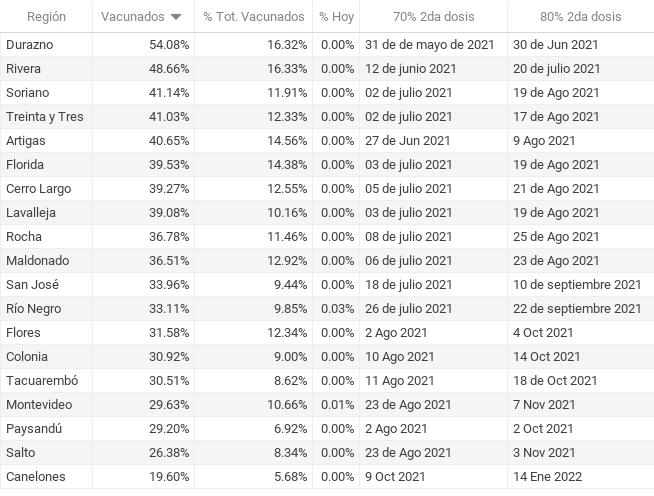 Región Vacunados % Tot. Vacunados % Hoy 70% 2da dosis 80% 2da dosis
Durazno 54.08% 16.32% 0.00% 31 de de mayo de 2021 30 de Jun 2021
Rivera 48.66% 16.33% 0.00% 12 de junio 2021 20 de julio 2021
Soriano 41.14% 11.91% 0.00% 02 de julio 2021 19 de Ago 2021
Treinta y Tres 41.03% 12.33% 0.00% 02 de julio 2021 17 de Ago 2021
Artigas 40.65% 14.56% 0.00% 27 de Jun 2021 9 Ago 2021
Florida 39.53% 14.38% 0.00% 03 de julio 2021 19 de Ago 2021
Cerro Largo 39.27% 12.55% 0.00% 05 de julio 2021 21 de Ago 2021
Lavalleja 39.08% 10.16% 0.00% 03 de julio 2021 19 de Ago 2021
Rocha 36.78% 11.46% 0.00% 08 de julio 2021 25 de Ago 2021
Maldonado 36.51% 12.92% 0.00% 06 de julio 2021 23 de Ago 2021
San José 33.96% 9.44% 0.00% 18 de julio 2021 10 de septiembre 2021
Río Negro 33.11% 9.85% 0.03% 26 de julio 2021 22 de septiembre 2021
Flores 31.58% 12.34% 0.00% 2 Ago 2021 4 Oct 2021
Colonia 30.92% 9.00% 0.00% 10 Ago 2021 14 Oct 2021
Tacuarembó 30.51% 8.62% 0.00% 11 Ago 2021 18 de Oct 2021
Montevideo 29.63% 10.66% 0.01% 23 de Ago 2021 7 Nov 2021
Paysandú 29.20% 6.92% 0.00% 2 Ago 2021 2 Oct 2021
Salto 26.38% 8.34% 0.00% 23 de Ago 2021 3 Nov 2021
Canelones 19.60% 5.68% 0.00% 9 Oct 2021 14 Ene 2022